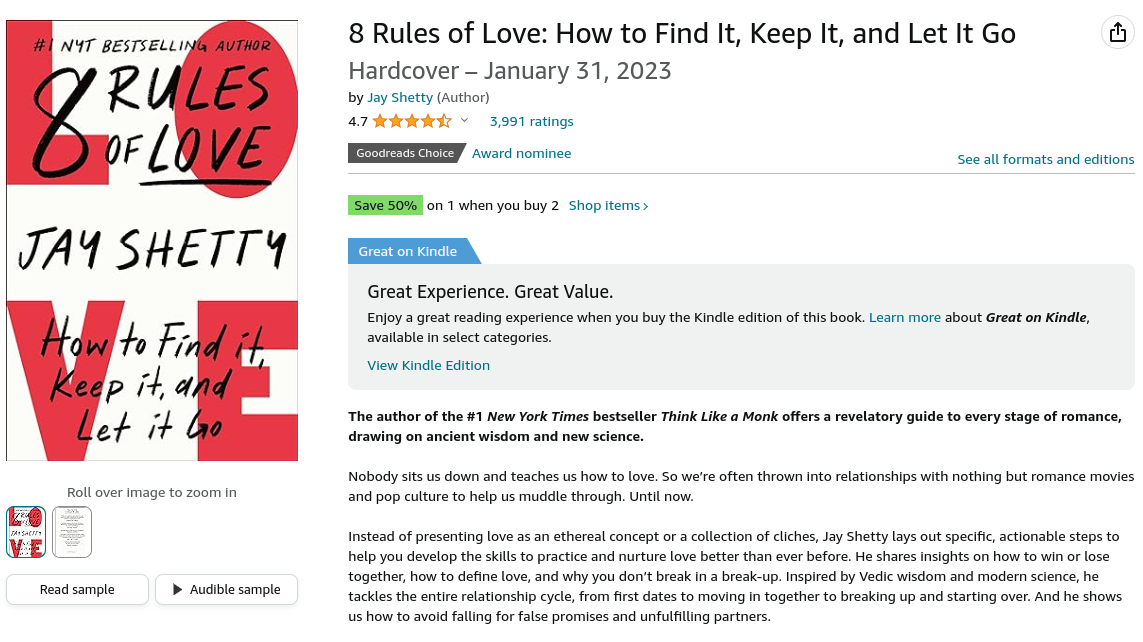 #1 NYT BESTSELLING AUTHOR
8 RULES
OF LOVE
JAY SHETTY
How to Find it,
Keep it, and
Let it Go
Roll over image to zoom in
Read sample
Audible sample
8 Rules of Love: How to Find It, Keep It, and Let It Go
Hardcover – January 31, 2023
by Jay Shetty (Author)
4.7
3,991 ratings
Goodreads Choice
Award nominee
See all formats and editions
Save 50% on 1 when you buy 2 Shop items ›
Great on Kindle
Great Experience. Great Value.
Enjoy a great reading experience when you buy the Kindle edition of this book. Learn more about Great on Kindle,
available in select categories.
View Kindle Edition
The author of the #1 New York Times bestseller Think Like a Monk offers a revelatory guide to every stage of romance,
drawing on ancient wisdom and new science.
Nobody sits us down and teaches us how to love. So we’re often thrown into relationships with nothing but romance movies
and pop culture to help us muddle through. Until now.
Instead of presenting love as an ethereal concept or a collection of cliches, Jay Shetty lays out specific, actionable steps to
help you develop the skills to practice and nurture love better than ever before. He shares insights on how to win or lose
together, how to define love, and why you don’t break in a break-up. Inspired by Vedic wisdom and modern science, he
tackles the entire relationship cycle, from first dates to moving in together to breaking up and starting over. And he shows
us how to avoid falling for false promises and unfulfilling partners.